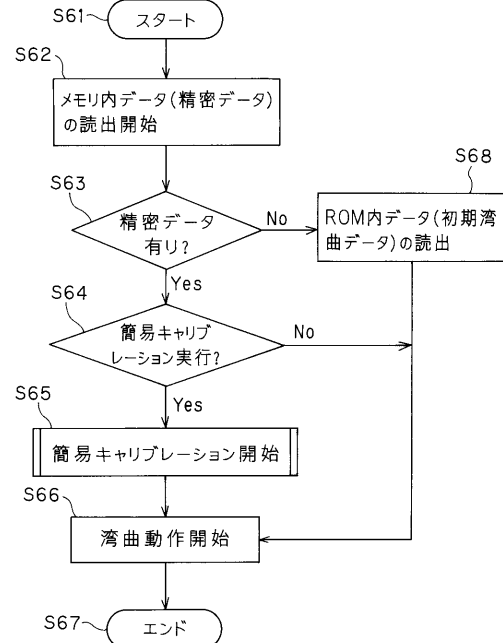 S61
スタート
S62
メモリ内データ(精密データ)
の読出開始
S63
精密データ
有り?
No
Yes
S68
ROM内データ(初期湾
曲データ)の読出
S64
簡易キャリブ
レーション実行?
No
Yes
S65
簡易キャリブレーション開始
S66
湾曲動作開始
S67
エンド